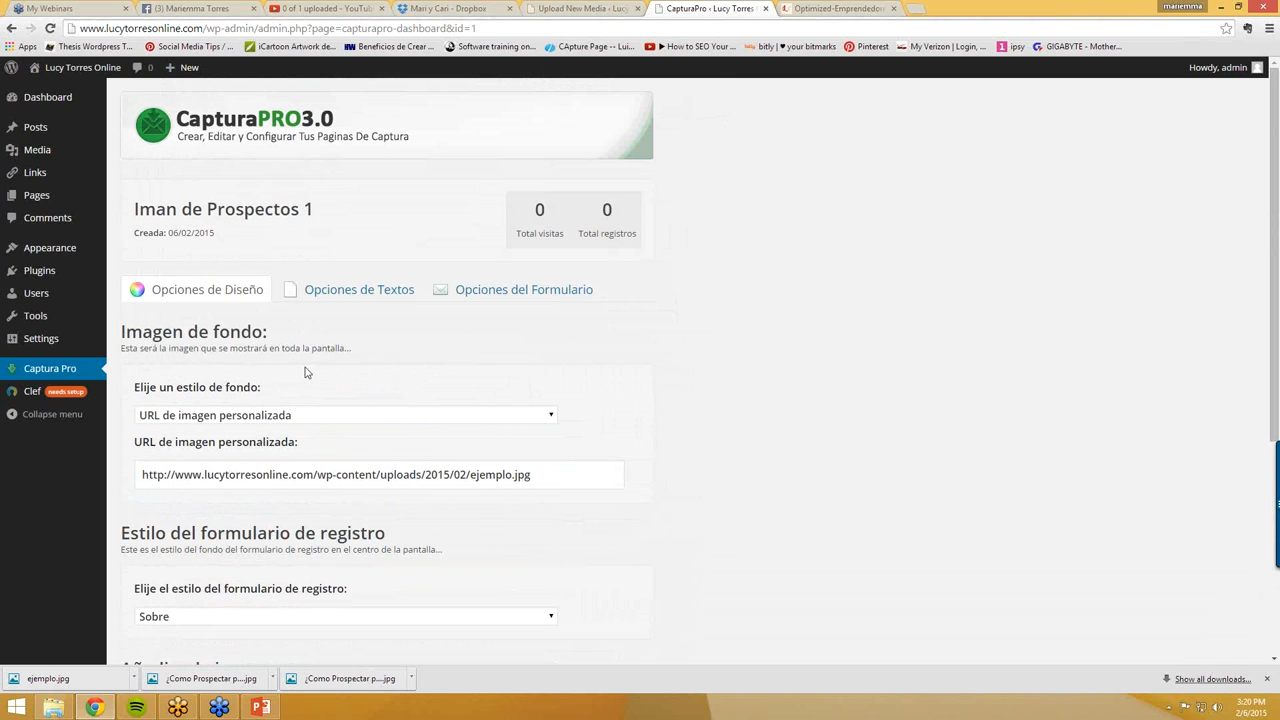 My Webinars
(3) Marienma Torres
0 of 1 uploaded - YouTub
Mari y Cari - Dropbox
Upload New Media ‹ Lucy
CapturaPro ‹ Lucy Torres
Optimized-Emprendedor
mariemma
www.lucytorresonline.com/wp-admin/admin.php?page=capturapro-dashboard&id=1
Apps
Thesis Wordpress T...
Social Media Tips / ...
iCartoon Artwork de...
Beneficios de Crear ...
Software training on...
CApture Page -- Lui...
How to SEO Your ...
bitly | ♥ your bitmarks
Pinterest
My Verizon | Login, ...
ipsy
GIGABYTE - Mother...
Lucy Torres Online
0
New
Howdy, admin
Dashboard
Posts
Media
Links
Pages
Comments
Appearance
Plugins
Users
Tools
Settings
Captura Pro
Clef needs setup
Collapse menu
CapturaPRO3.0
Crear, Editar y Configurar Tus Paginas De Captura
Iman de Prospectos 1
Creada: 06/02/2015
0 0
Total visitas Total registros
Opciones de Diseño
Opciones de Textos
Opciones del Formulario
Imagen de fondo:
Esta será la imagen que se mostrará en toda la pantalla...
Elije un estilo de fondo:
URL de imagen personalizada
URL de imagen personalizada:
http://www.lucytorresonline.com/wp-content/uploads/2015/02/ejemplo.jpg
Estilo del formulario de registro
Este es el estilo del fondo del formulario de registro en el centro de la pantalla...
Elije el estilo del formulario de registro:
Sobre
ejemplo.jpg
¿Como Prospectar p....jpg
¿Como Prospectar p....jpg
Show all downloads...
3:20 PM
2/6/2015